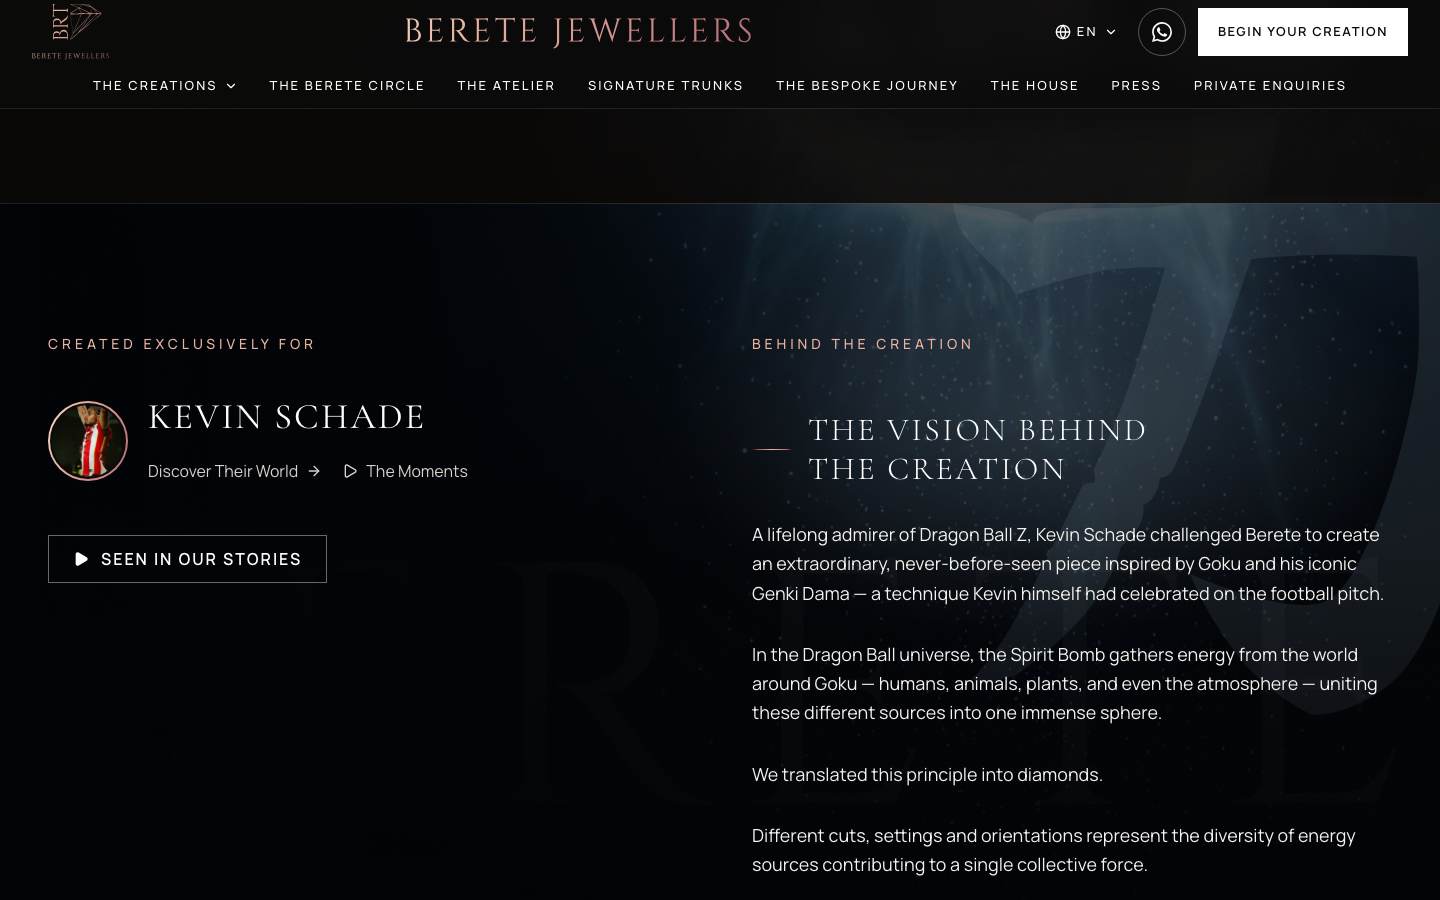 BRT
BERETE JEWELLERS
BERETE JEWELLERS
EN
BEGIN YOUR CREATION
THE CREATIONS
THE BERETE CIRCLE
THE ATELIER
SIGNATURE TRUNKS
THE BESPOKE JOURNEY
THE HOUSE
PRESS
PRIVATE ENQUIRIES
CREATED EXCLUSIVELY FOR
KEVIN SCHADE
Discover Their World
The Moments
SEEN IN OUR STORIES
BEHIND THE CREATION
THE VISION BEHIND
THE CREATION
A lifelong admirer of Dragon Ball Z, Kevin Schade challenged Berete to create
an extraordinary, never-before-seen piece inspired by Goku and his iconic
Genki Dama — a technique Kevin himself had celebrated on the football pitch.
In the Dragon Ball universe, the Spirit Bomb gathers energy from the world
around Goku — humans, animals, plants, and even the atmosphere — uniting
these different sources into one immense sphere.
We translated this principle into diamonds.
Different cuts, settings and orientations represent the diversity of energy
sources contributing to a single collective force.
7
RETE